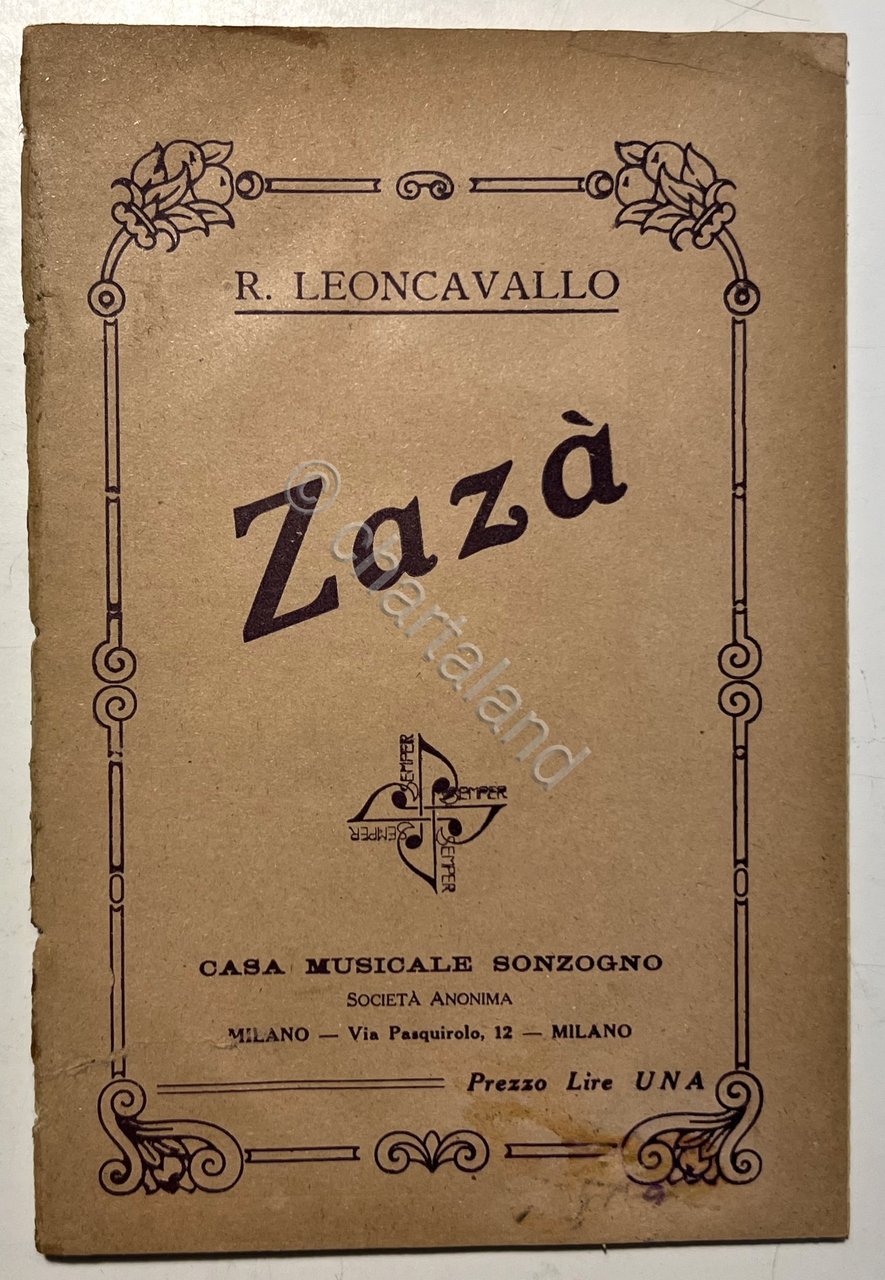 R. LEONCAVALLO
Zazà
SEMPER
SEMPER
SEMPER
SEMPER
CASA MUSICALE SONZOGNO
SOCIETÀ ANONIMA
MILANO — Via Pasquirolo, 12 — MILANO
Prezzo Lire UNA
© chartaland